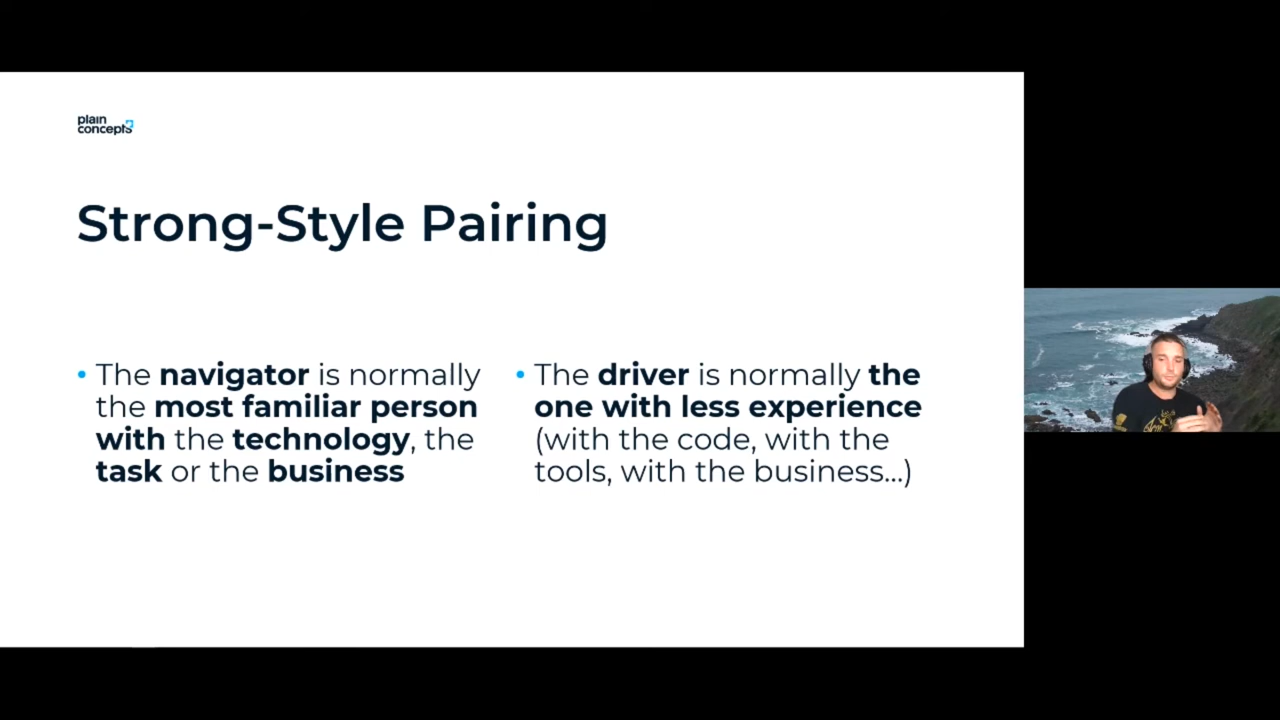 plain
concepts
Strong-Style Pairing
• The navigator is normally
the most familiar person
with the technology, the
task or the business
• The driver is normally the
one with less experience
(with the code, with the
tools, with the business...)